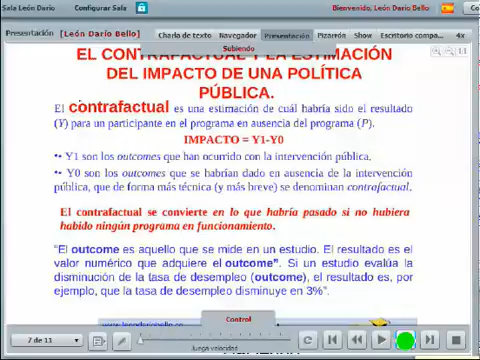 Sala León Dario Configurar Sala Bienvenido, León Darío Bello
Presentación [León Darío Bello] Charla de texto Navegador Presentación Pizarrón Show Escritorio compa... 4x
Subiendo
1:1
EL CONTRAFACTUAL Y LA ESTIMACIÓN
DEL IMPACTO DE UNA POLÍTICA
PÚBLICA.
El contrafactual es una estimación de cuál habría sido el resultado
(Y) para un participante en el programa en ausencia del programa (P).
IMPACTO = Y1-Y0
•• Y1 son los outcomes que han ocurrido con la intervención pública.
•• Y0 son los outcomes que se habrían dado en ausencia de la intervención
pública, que de forma más técnica (y más breve) se denominan contrafactual.
El contrafactual se convierte en lo que habría pasado si no hubiera
habido ningún programa en funcionamiento.
"El outcome es aquello que se mide en un estudio. El resultado es el
valor numérico que adquiere el outcome". Si un estudio evalúa la
disminución de la tasa de desempleo (outcome), el resultado es, por
ejemplo, que la tasa de desempleo disminuye en 3%".
Control
7 de 11
Juega velocidad